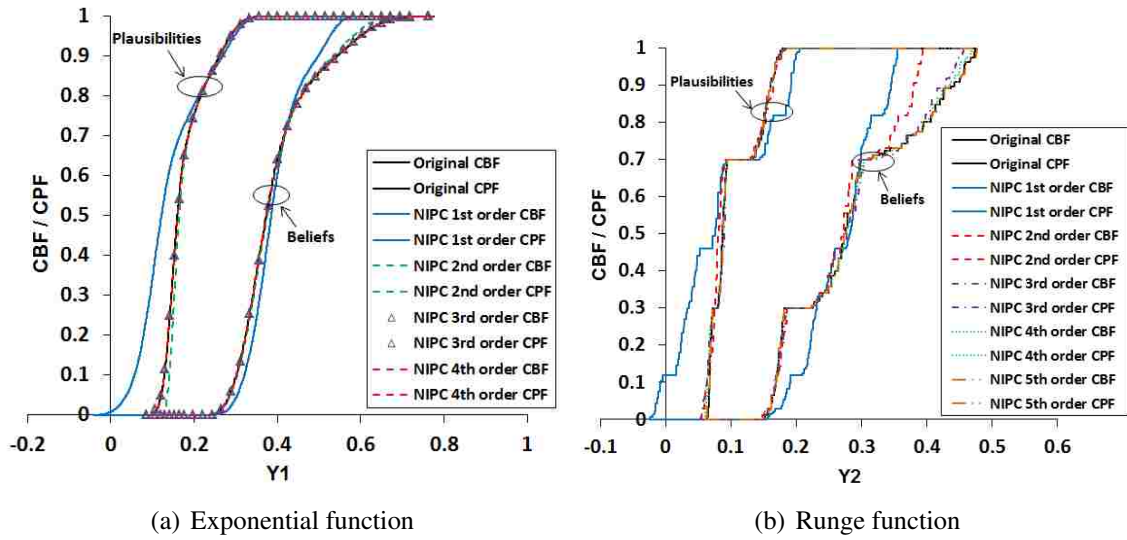 CBF / CPF
1
0.9
0.8
0.7
0.6
0.5
0.4
0.3
0.2
0.1
0
-0.2 0 0.2 0.4 0.6 0.8 1
Y1
Plausibilities
Beliefs
Original CBF
Original CPF
NIPC 1st order CBF
NIPC 1st order CPF
NIPC 2nd order CBF
NIPC 2nd order CPF
NIPC 3rd order CBF
NIPC 3rd order CPF
NIPC 4th order CBF
NIPC 4th order CPF
(a) Exponential function
CBF / CPF
1
0.9
0.8
0.7
0.6
0.5
0.4
0.3
0.2
0.1
0
-0.1 0 0.1 0.2 0.3 0.4 0.5 0.6
Y2
Plausibilities
Beliefs
Original CBF
Original CPF
NIPC 1st order CBF
NIPC 1st order CPF
NIPC 2nd order CBF
NIPC 2nd order CPF
NIPC 3rd order CBF
NIPC 3rd order CPF
NIPC 4th order CBF
NIPC 4th order CPF
NIPC 5th order CBF
NIPC 5th order CPF
(b) Runge function